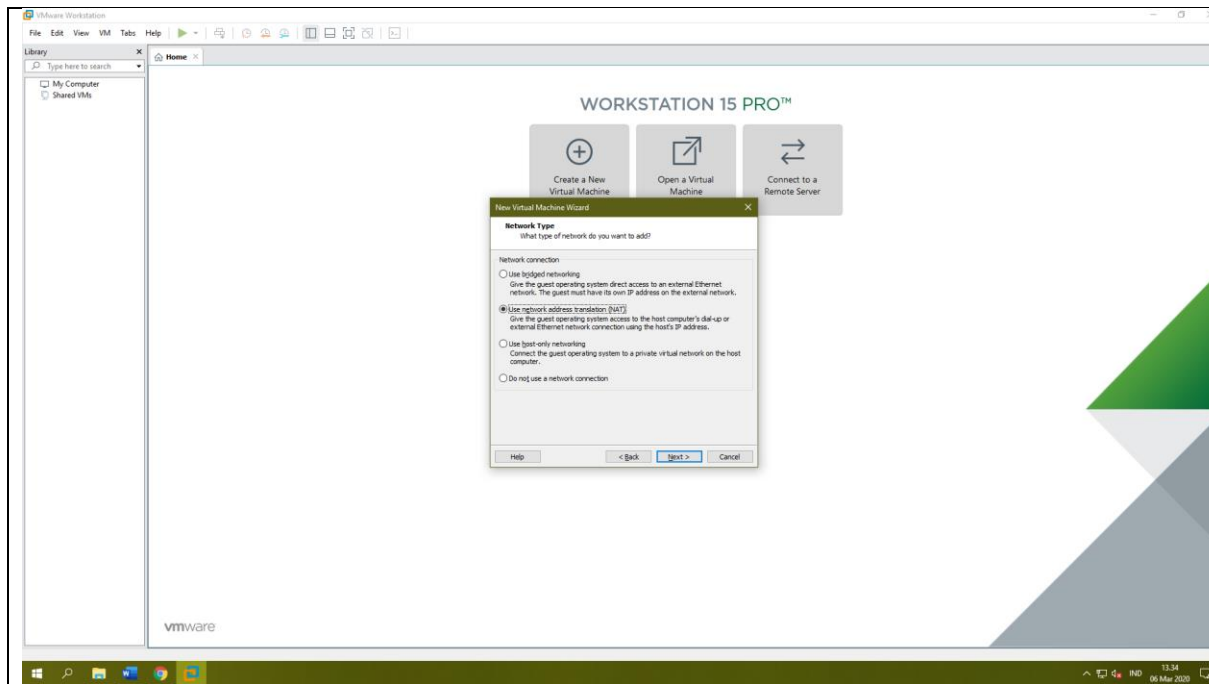 VMware Workstation
File Edit View VM Tabs Help
Library
Home
Type here to search
My Computer
Shared VMs
WORKSTATION 15 PRO™
Create a New
Virtual Machine
Open a Virtual
Machine
Connect to a
Remote Server
New Virtual Machine Wizard
Network Type
What type of network do you want to add?
Network connection
Use bridged networking
Give the guest operating system direct access to an external Ethernet
network. The guest must have its own IP address on the external network.
Use network address translation (NAT)
Give the guest operating system access to the host computer's dial-up or
external Ethernet network connection using the host's IP address.
Use host-only networking
Connect the guest operating system to a private virtual network on the host
computer.
Do not use a network connection
Help < Back Next > Cancel
vmware
IND
13.34
06 Mar 2020